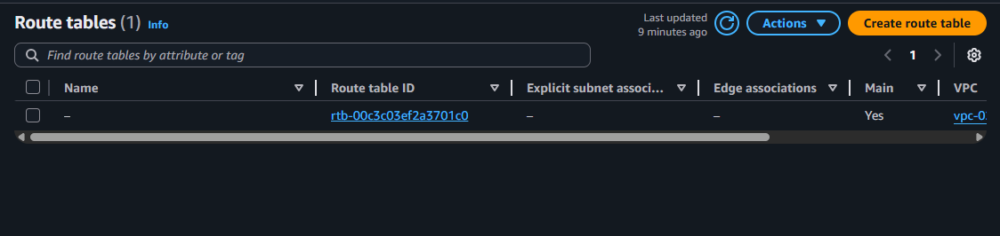 Route tables (1) Info
Last updated
9 minutes ago
Actions
Create route table
Find route tables by attribute or tag
1
Name Route table ID Explicit subnet associ... Edge associations Main VPC
– rtb-00c3c03ef2a3701c0 – – Yes vpc-0